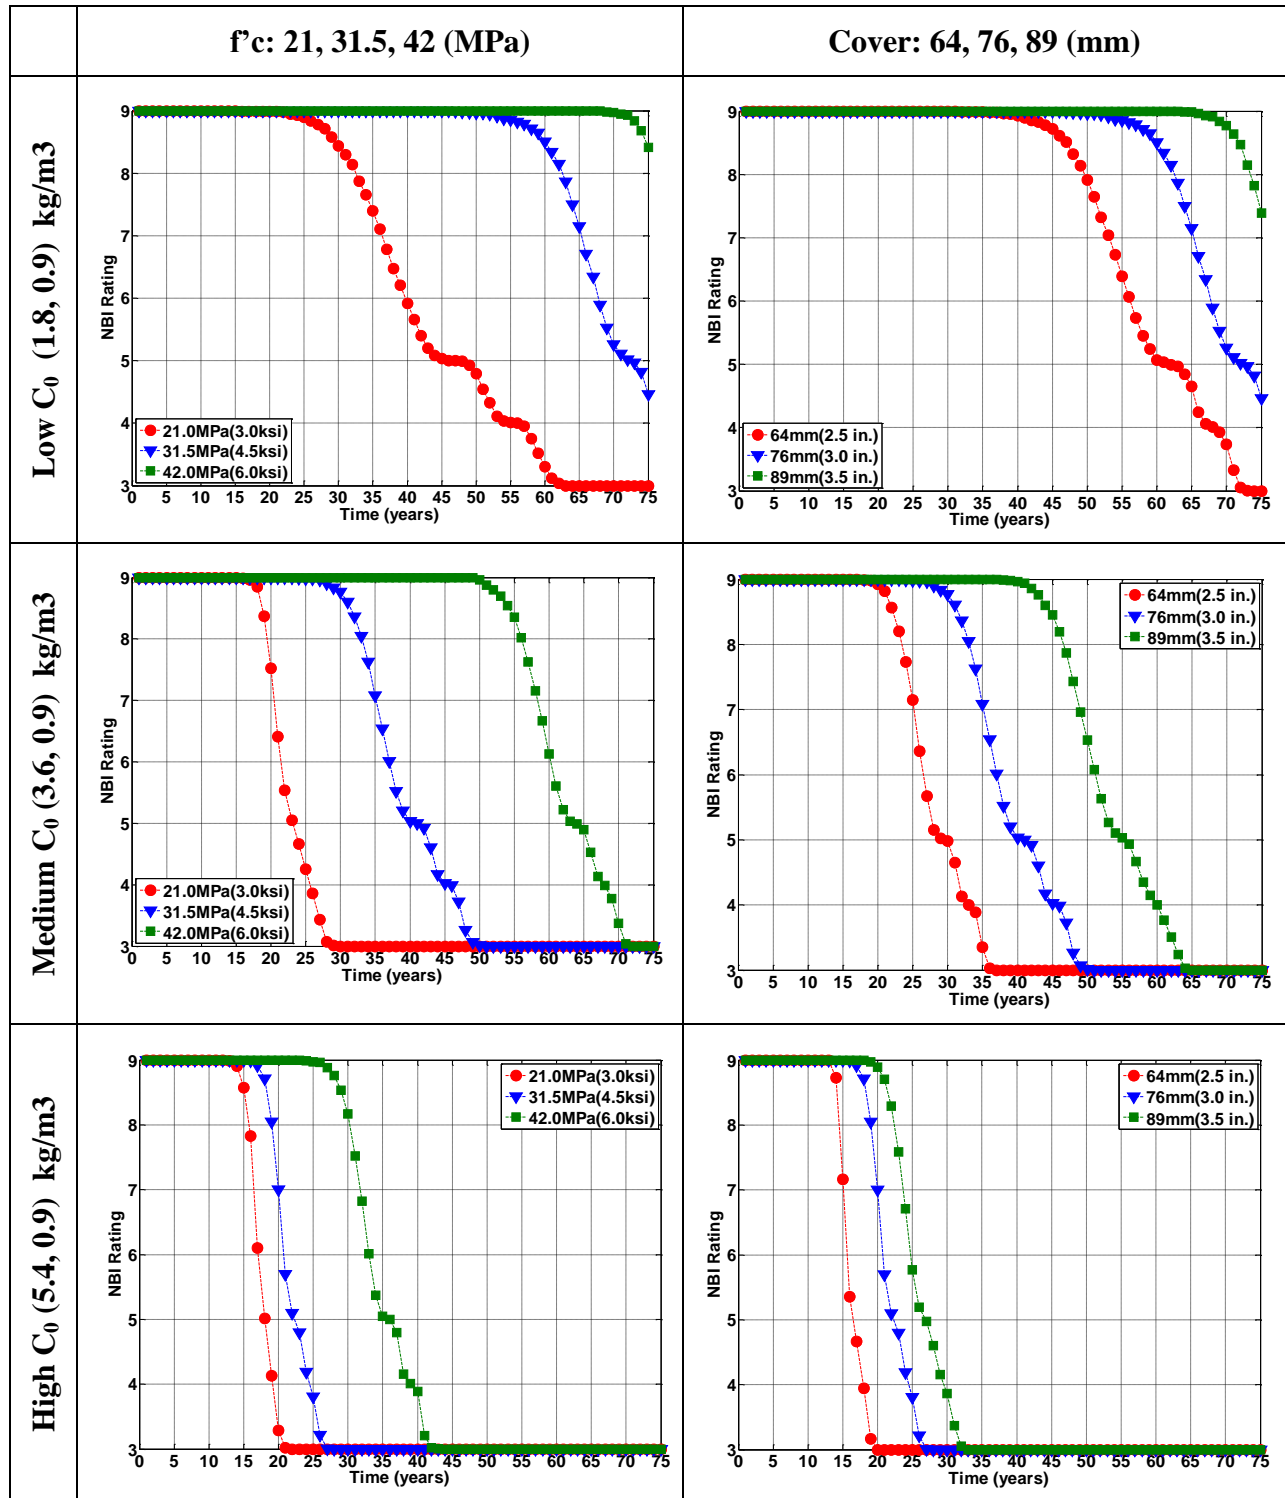 f'c: 21, 31.5, 42 (MPa)
Cover: 64, 76, 89 (mm)
Low C0 (1.8, 0.9) kg/m3
9
8
7
6
5
4
3
NBI Rating
21.0MPa(3.0ksi)
31.5MPa(4.5ksi)
42.0MPa(6.0ksi)
0 5 10 15 20 25 30 35 40 45 50 55 60 65 70 75
Time (years)
9
8
7
6
5
4
3
NBI Rating
64mm(2.5 in.)
76mm(3.0 in.)
89mm(3.5 in.)
0 5 10 15 20 25 30 35 40 45 50 55 60 65 70 75
Time (years)
Medium C0 (3.6, 0.9) kg/m3
9
8
7
6
5
4
3
NBI Rating
21.0MPa(3.0ksi)
31.5MPa(4.5ksi)
42.0MPa(6.0ksi)
0 5 10 15 20 25 30 35 40 45 50 55 60 65 70 75
Time (years)
9
8
7
6
5
4
3
NBI Rating
64mm(2.5 in.)
76mm(3.0 in.)
89mm(3.5 in.)
0 5 10 15 20 25 30 35 40 45 50 55 60 65 70 75
Time (years)
High C0 (5.4, 0.9) kg/m3
9
8
7
6
5
4
3
NBI Rating
21.0MPa(3.0ksi)
31.5MPa(4.5ksi)
42.0MPa(6.0ksi)
0 5 10 15 20 25 30 35 40 45 50 55 60 65 70 75
Time (years)
9
8
7
6
5
4
3
NBI Rating
64mm(2.5 in.)
76mm(3.0 in.)
89mm(3.5 in.)
0 5 10 15 20 25 30 35 40 45 50 55 60 65 70 75
Time (years)